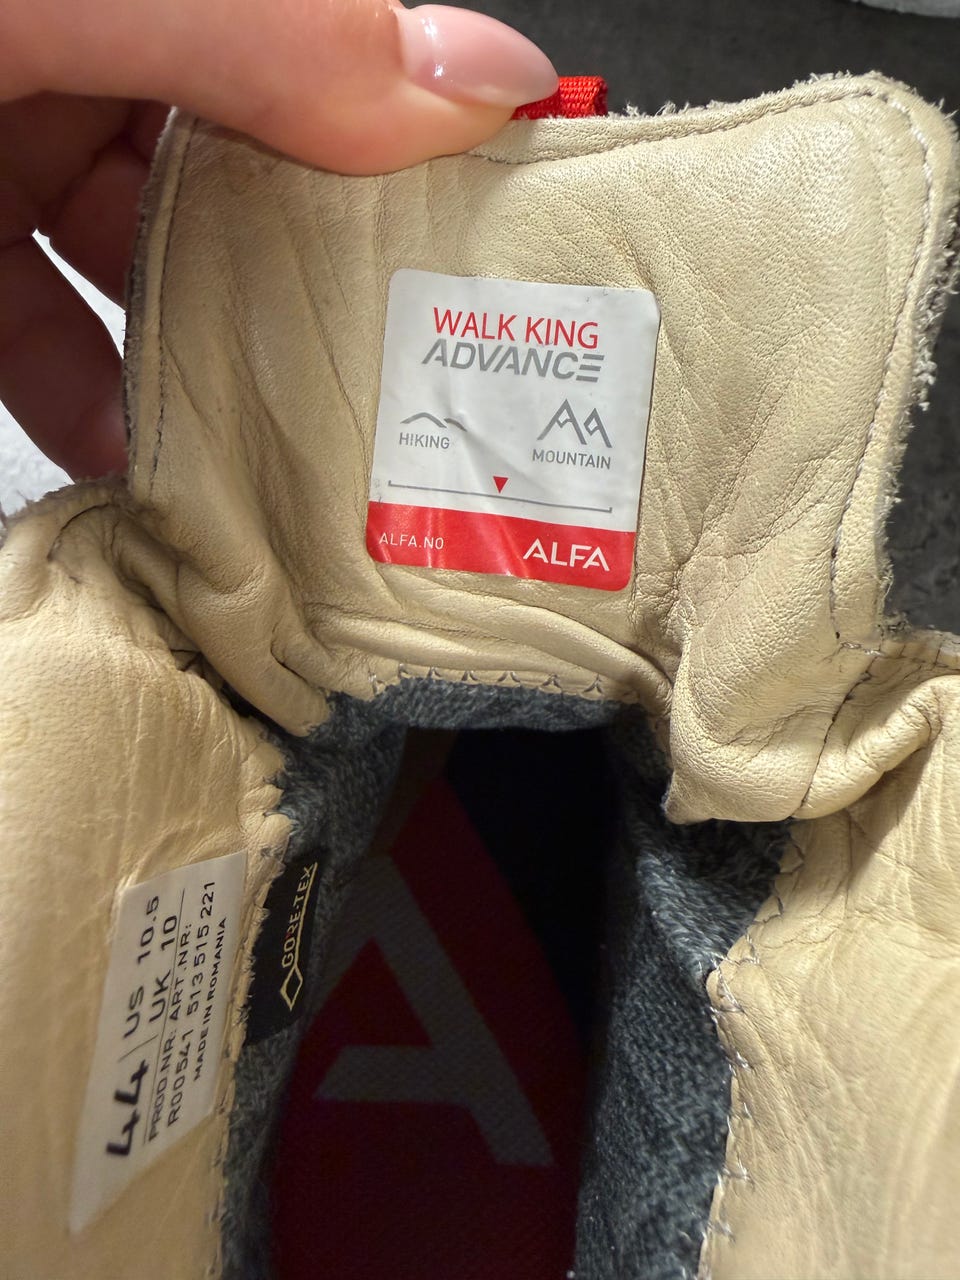 WALK KING
ADVANCE
HIKING
MOUNTAIN
ALFA.NO
ALFA
44 US 10.5
UK 10
PROD.NR: ART.NR:
R00541 513 515 221
MADE IN ROMANIA
GORE-TEX